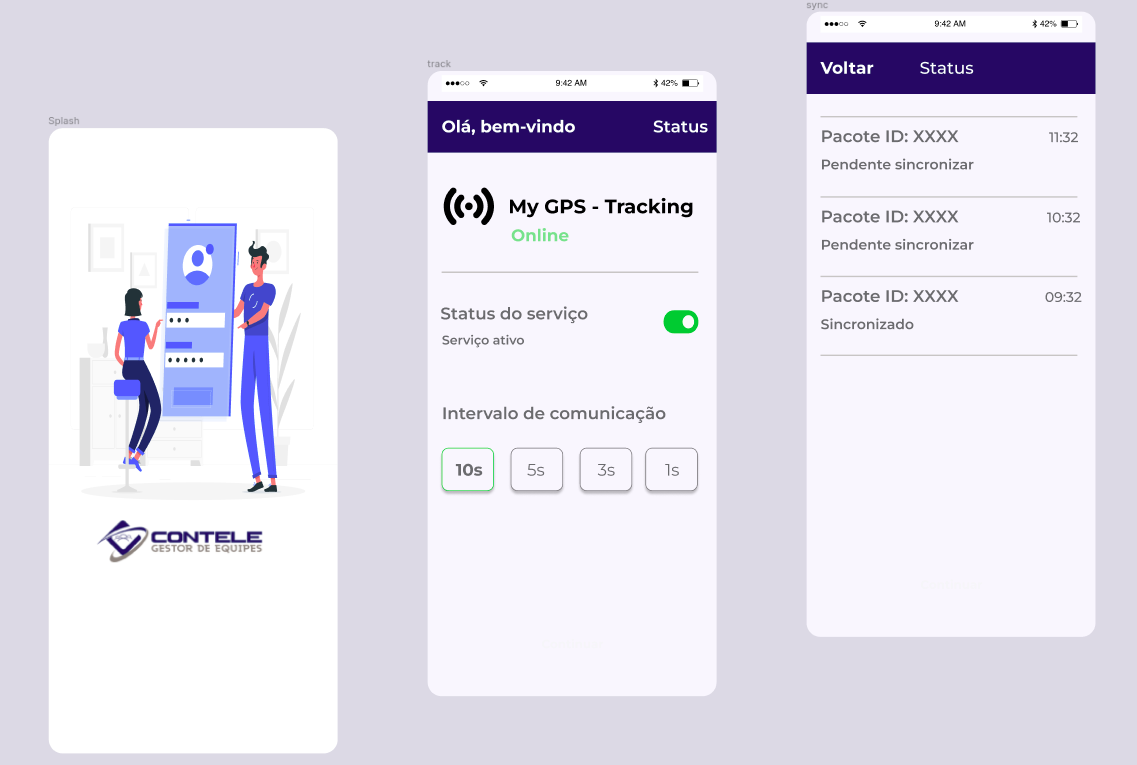 Splash
CONTELE
GESTOR DE EQUIPES
track
9:42 AM
42%
Olá, bem-vindo
Status
My GPS - Tracking
Online
Status do serviço
Serviço ativo
Intervalo de comunicação
10s
5s
3s
1s
sync
9:42 AM
42%
Voltar
Status
Pacote ID: XXXX
11:32
Pendente sincronizar
Pacote ID: XXXX
10:32
Pendente sincronizar
Pacote ID: XXXX
09:32
Sincronizado